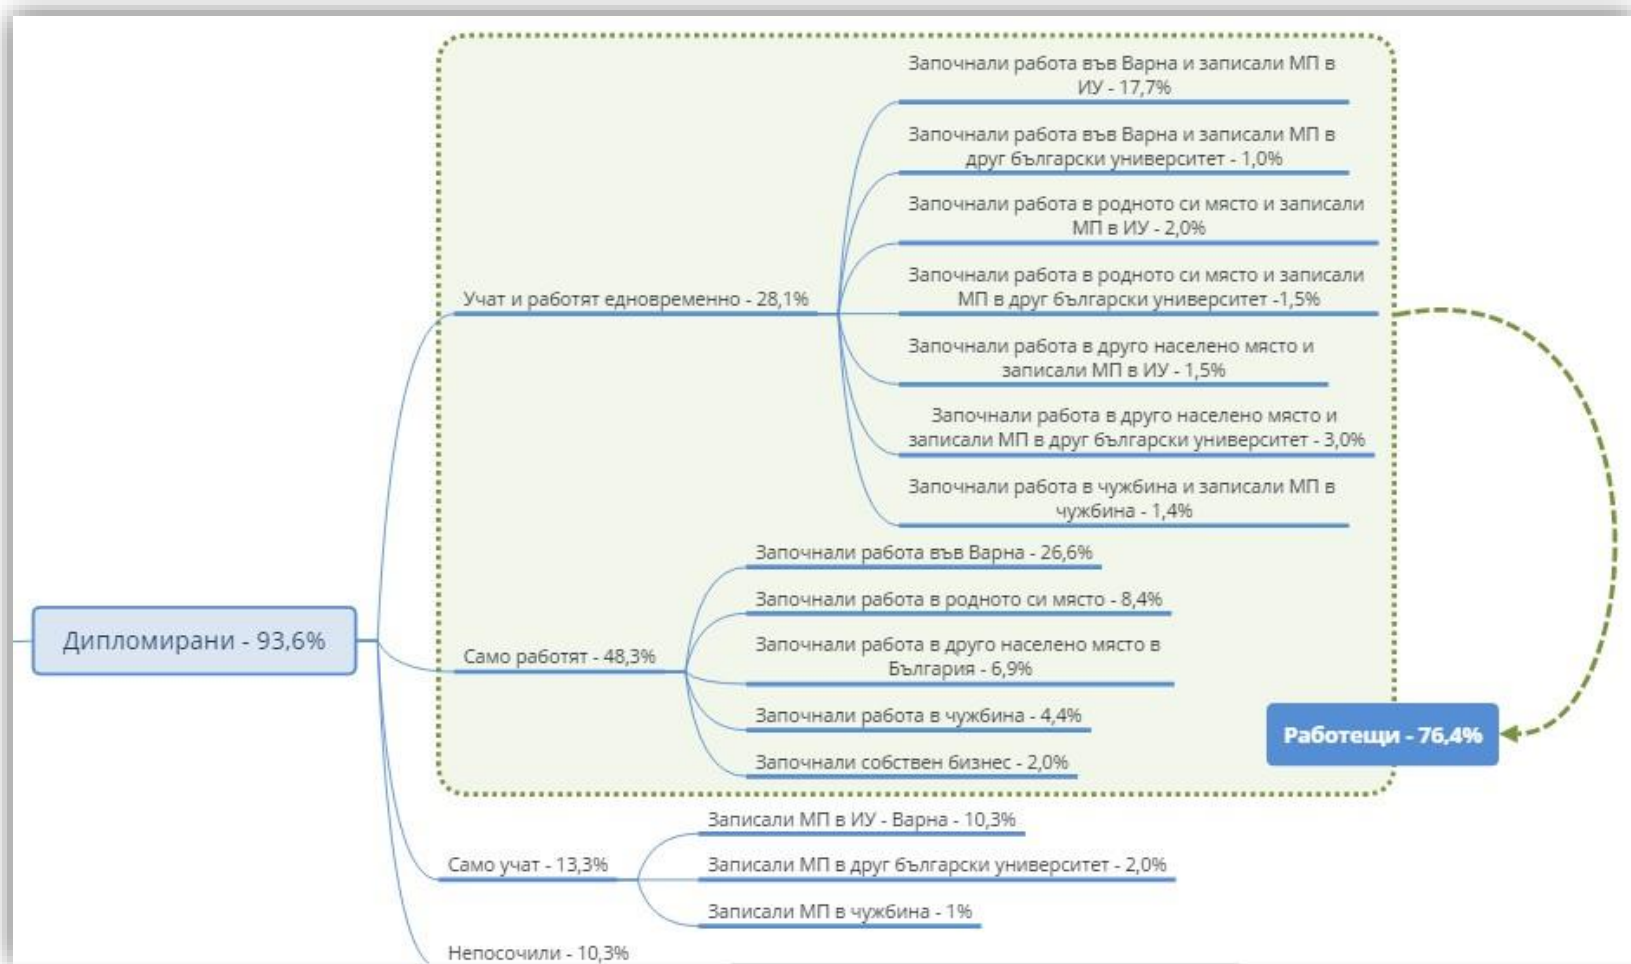 Започнали работа във Варна и записали МП в
ИУ - 17,7%
Започнали работа във Варна и записали МП в
друг български университет - 1,0%
Започнали работа в родното си място и записали
МП в ИУ - 2,0%
Учат и работят едновременно - 28,1%
Започнали работа в родното си място и записали
МП в друг български университет -1,5%
Започнали работа в друго населено място и
записали МП в ИУ - 1,5%
Започнали работа в друго населено място и
записали МП в друг български университет - 3,0%
Започнали работа в чужбина и записали МП в
чужбина - 1,4%
Дипломирани - 93,6%
Само работят - 48,3%
Започнали работа във Варна - 26,6%
Започнали работа в родното си място - 8,4%
Започнали работа в друго населено място в
България - 6,9%
Започнали работа в чужбина - 4,4%
Започнали собствен бизнес - 2,0%
Работещи - 76,4%
Само учат - 13,3%
Записали МП в ИУ - Варна - 10,3%
Записали МП в друг български университет - 2,0%
Записали МП в чужбина - 1%
Непосочили - 10,3%